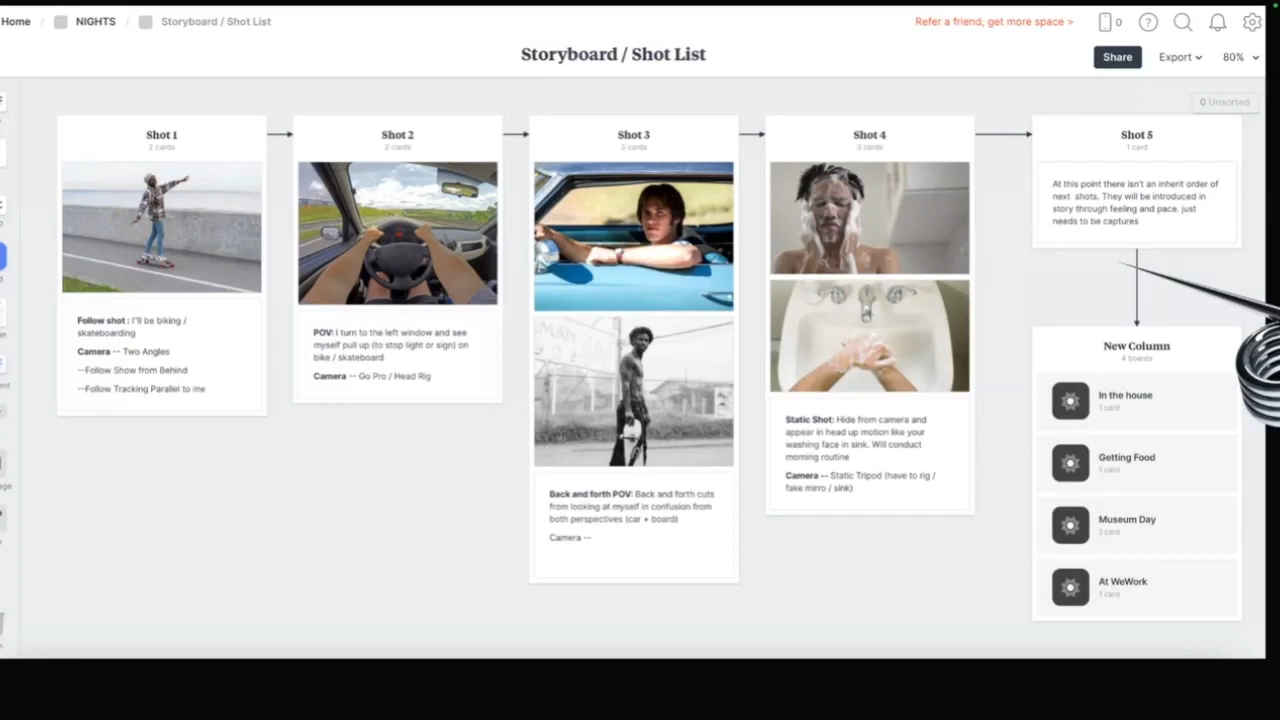 Home / NIGHTS / Storyboard / Shot List
Refer a friend, get more space >
0
Storyboard / Shot List
Share
Export
80%
0 Unsorted
Shot 1
2 cards
Follow shot : I"ll be biking /
skateboarding
Camera -- Two Angles
--Follow Show from Behind
--Follow Tracking Parallel to me
Shot 2
2 cards
POV: I turn to the left window and see
myself pull up (to stop light or sign) on
bike / skateboard
Camera -- Go Pro / Head Rig
Shot 3
3 cards
Back and forth POV: Back and forth cuts
from looking at myself in confusion from
both perspectives (car + board)
Camera --
Shot 4
3 cards
Static Shot: Hide from camera and
appear in head up motion like your
washing face in sink. Will conduct
morning routine
Camera -- Static Tripod (have to rig /
fake mirro / sink)
Shot 5
1 card
At this point there isn't an inherit order of
next shots. They will be introduced in
story through feeling and pace. just
needs to be captures
New Column
4 boards
In the house
1 card
Getting Food
1 card
Museum Day
1 card
At WeWork
1 card